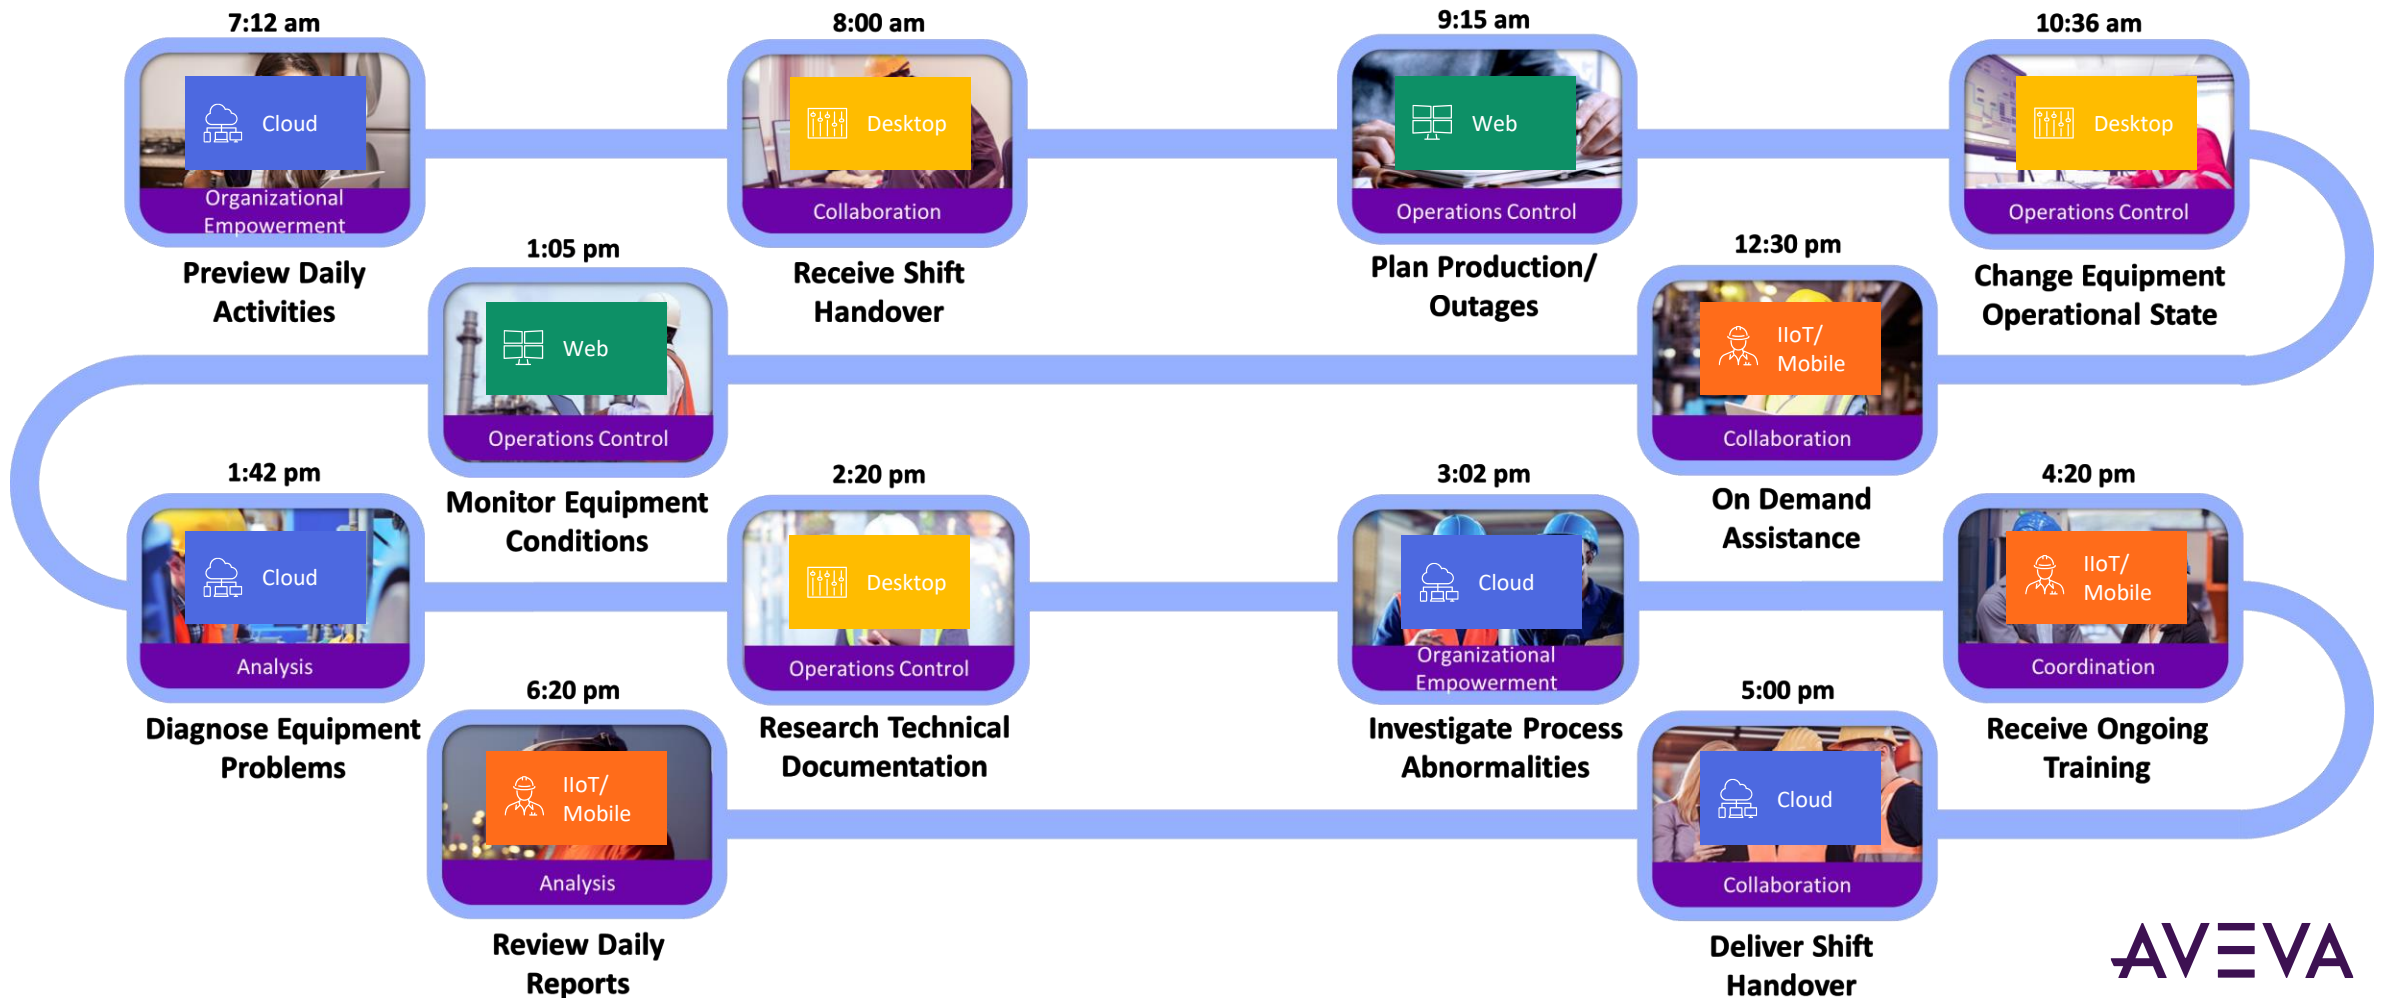 7:12 am
Cloud
Organizational
Empowerment
Preview Daily
Activities
8:00 am
Desktop
Collaboration
Receive Shift
Handover
9:15 am
Web
Operations Control
Plan Production/
Outages
10:36 am
Desktop
Operations Control
Change Equipment
Operational State
12:30 pm
IIoT/
Mobile
Collaboration
On Demand
Assistance
1:05 pm
Web
Operations Control
Monitor Equipment
Conditions
1:42 pm
Cloud
Analysis
Diagnose Equipment
Problems
2:20 pm
Desktop
Operations Control
Research Technical
Documentation
3:02 pm
Cloud
Organizational
Empowerment
Investigate Process
Abnormalities
4:20 pm
IIoT/
Mobile
Coordination
Receive Ongoing
Training
5:00 pm
Cloud
Collaboration
Deliver Shift
Handover
6:20 pm
IIoT/
Mobile
Analysis
Review Daily
Reports
AVEVA